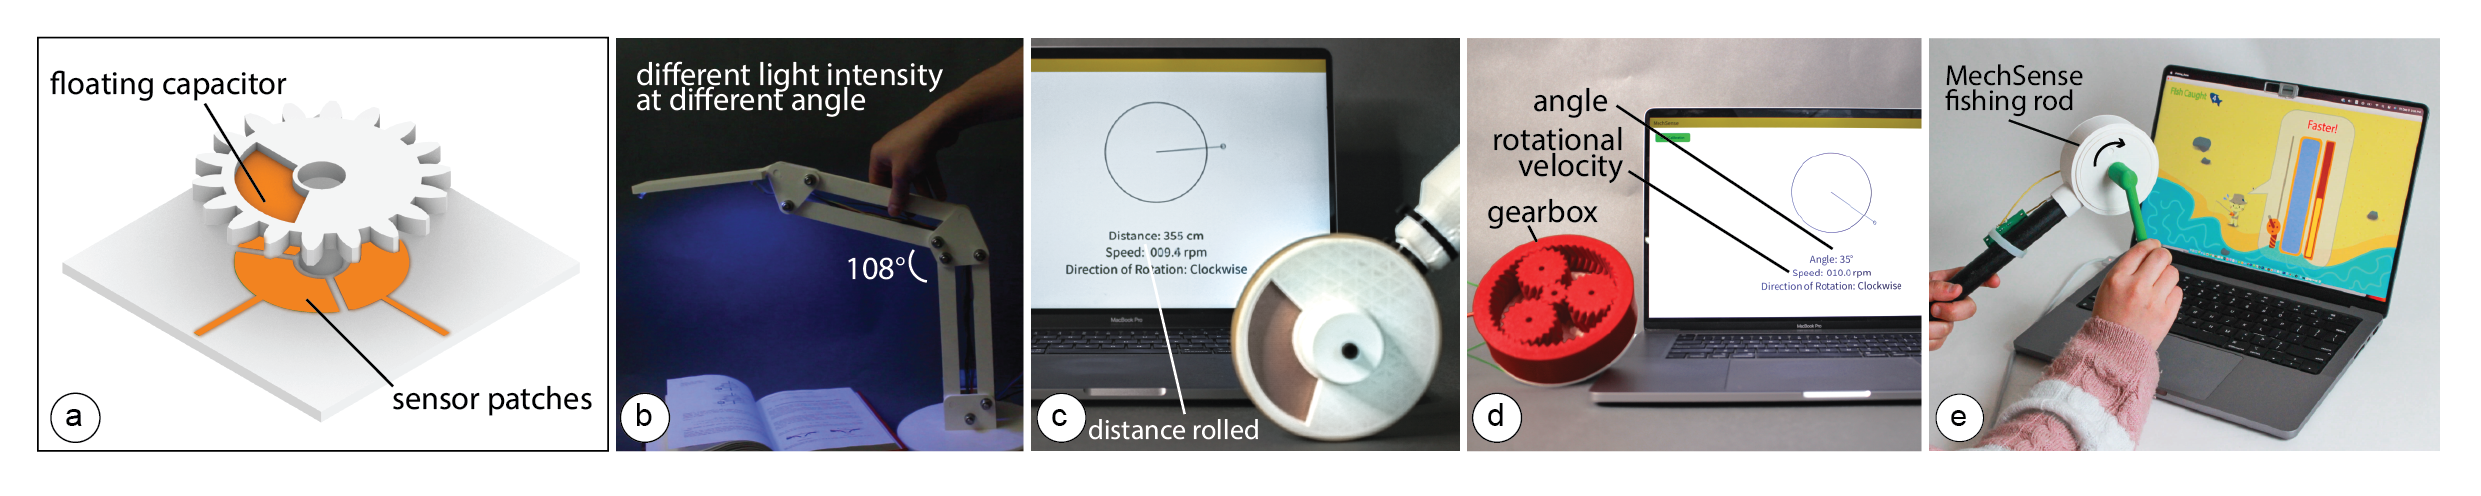 floating capacitor
sensor patches
a
different light intensity
at different angle
108°
b
Distance: 355 cm
Speed: 009.4 rpm
Direction of Rotation: Clockwise
MacBook Pro
distance rolled
c
angle
rotational
velocity
gearbox
MechSense
Angle: 35°
Speed: 010.0 rpm
Direction of Rotation: Clockwise
MacBook Pro
d
MechSense
fishing rod
Fish Caught
Faster!
e